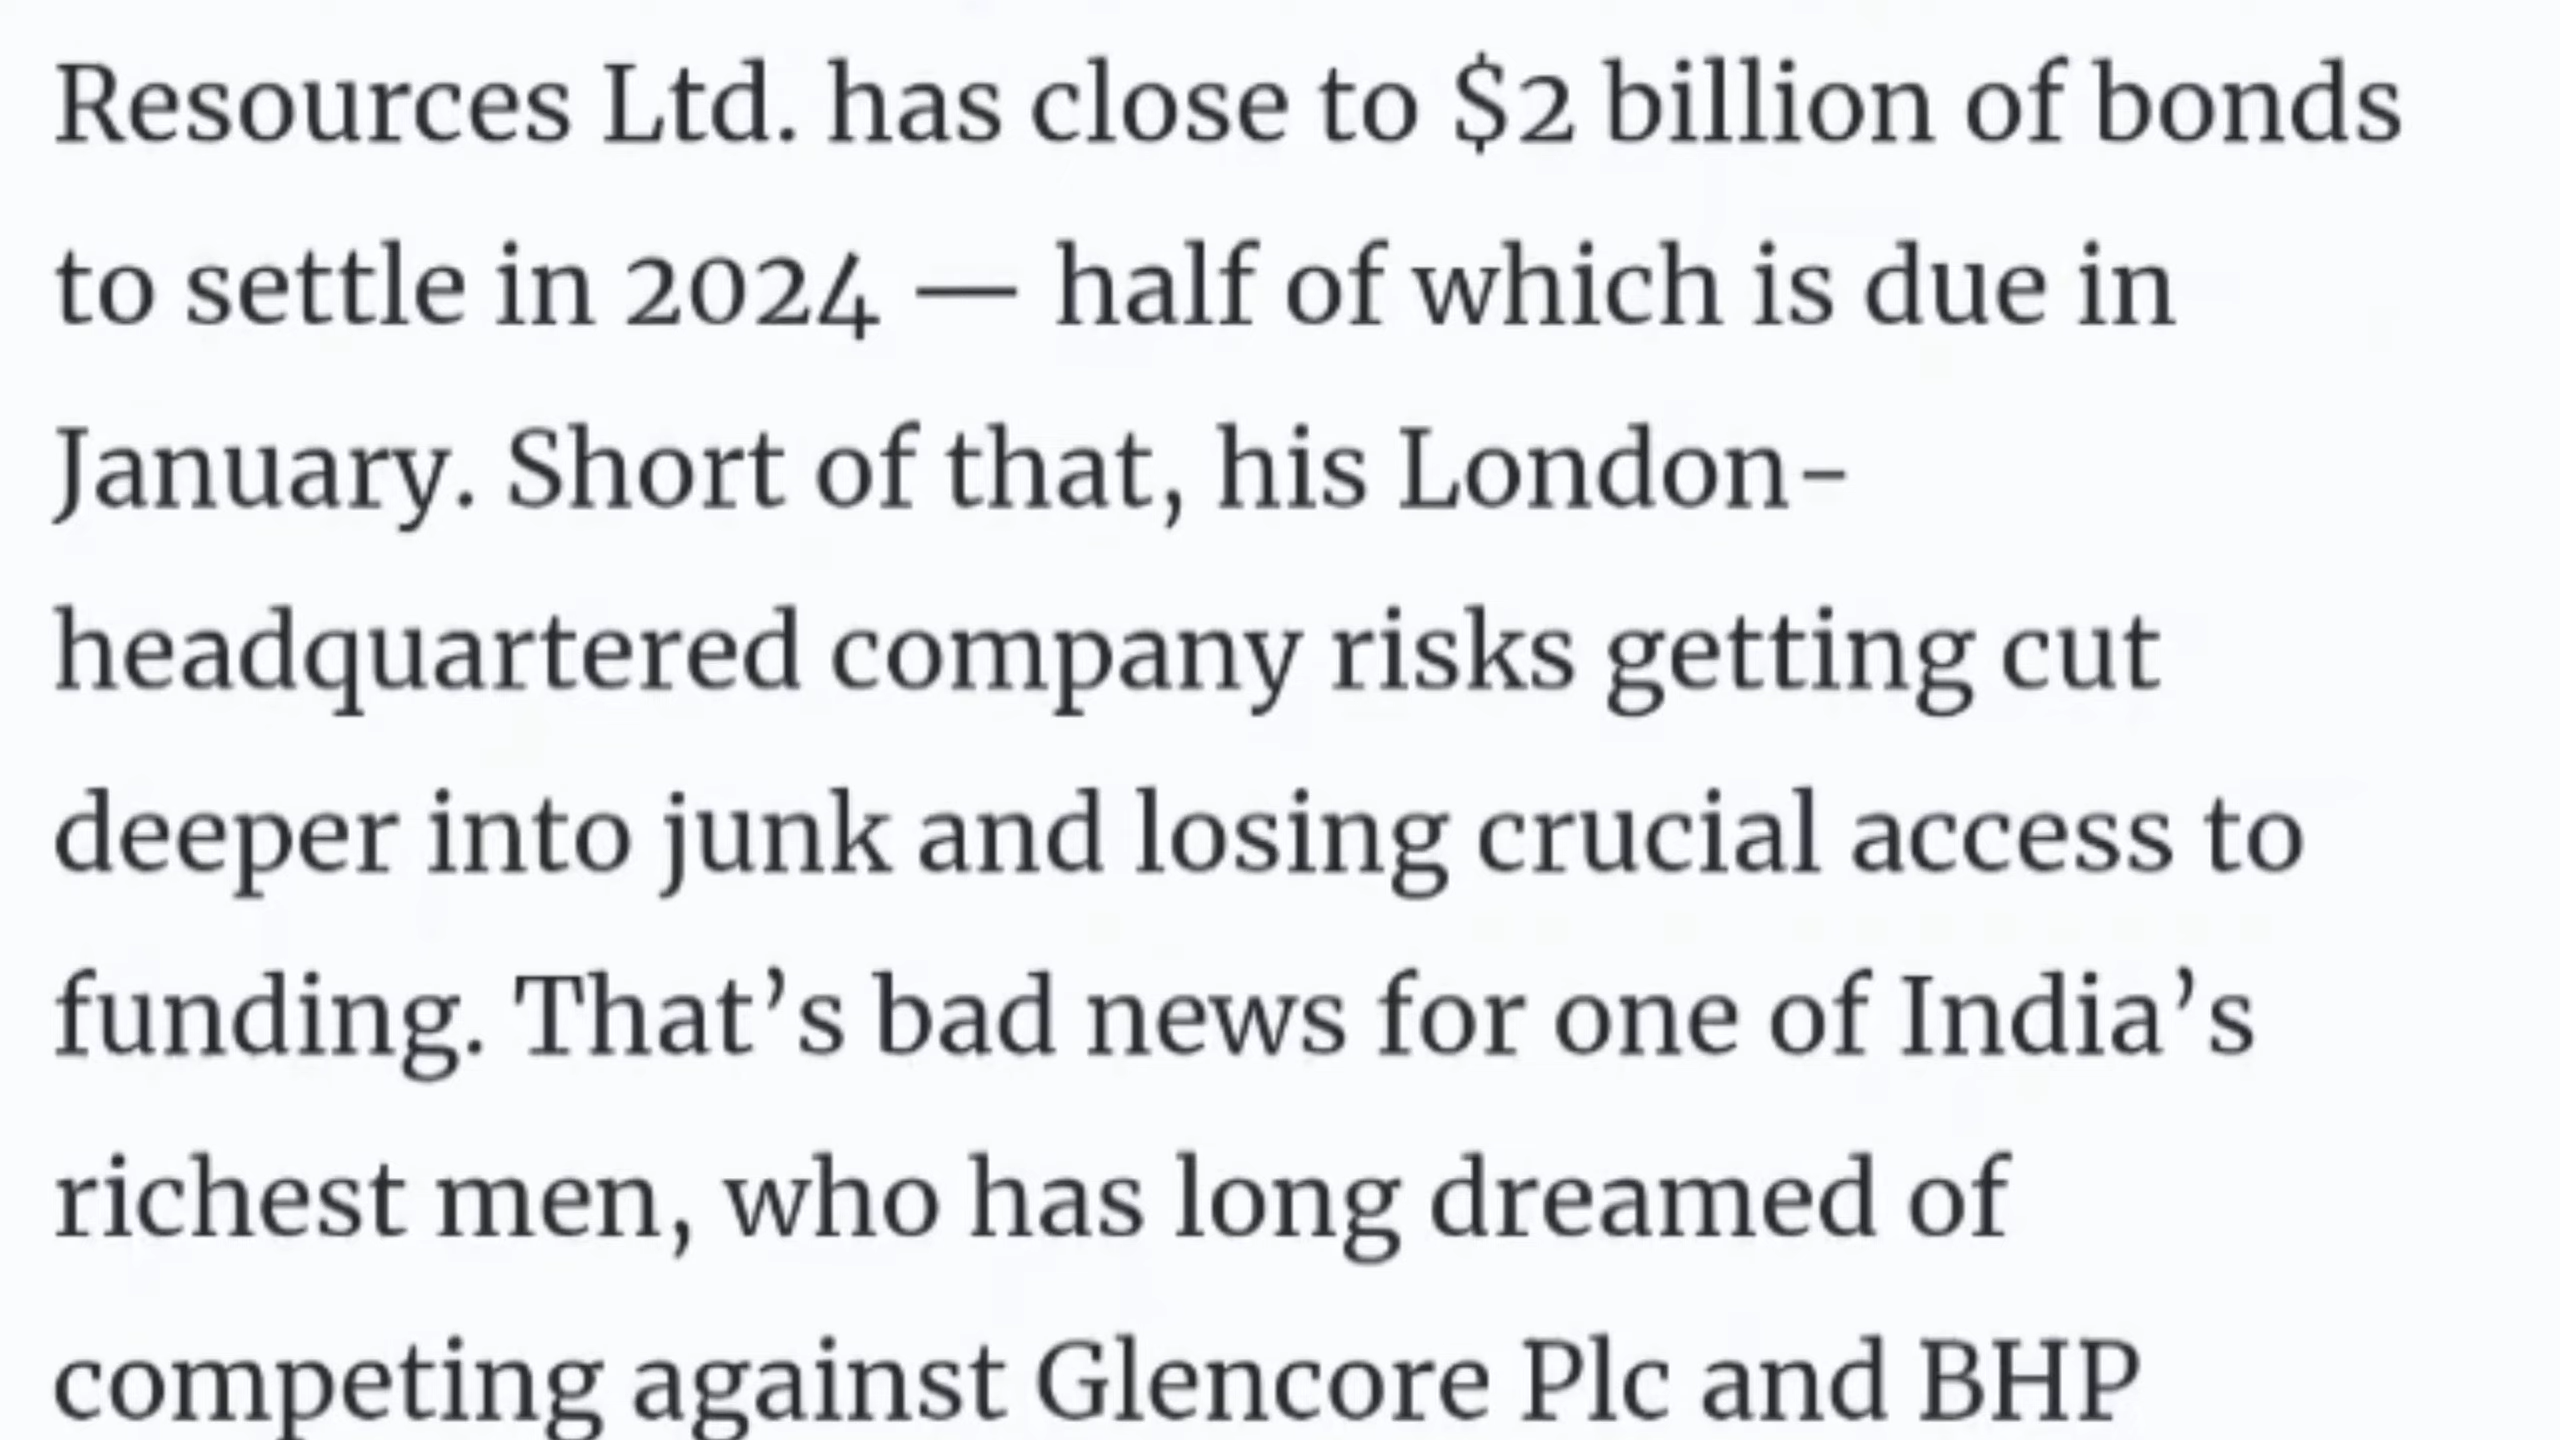 Resources Ltd. has close to $2 billion of bonds
to settle in 2024 — half of which is due in
January. Short of that, his London-
headquartered company risks getting cut
deeper into junk and losing crucial access to
funding. That’s bad news for one of India’s
richest men, who has long dreamed of
competing against Glencore Plc and BHP